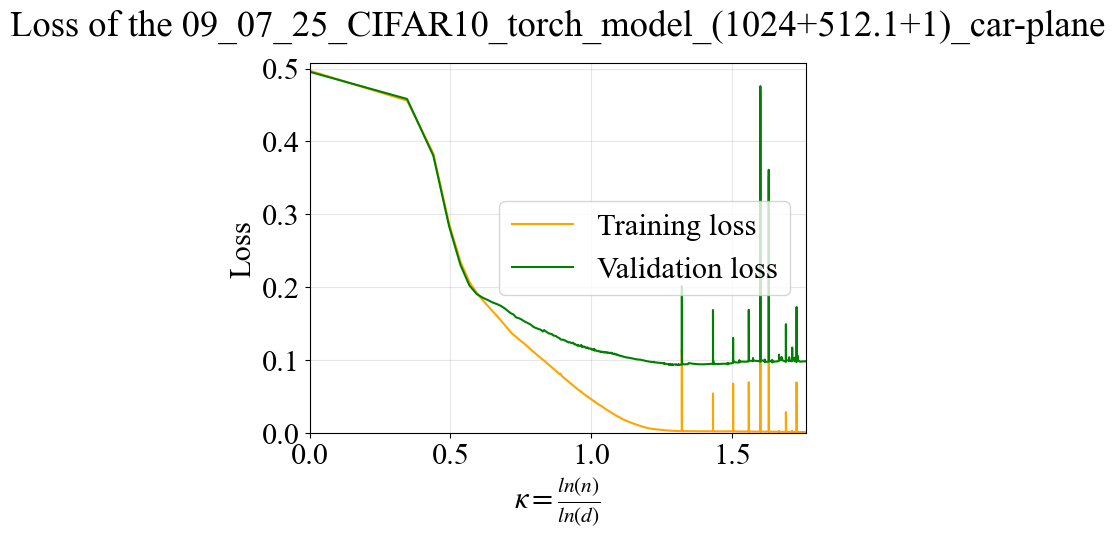 Loss of the 09_07_25_CIFAR10_torch_model_(1024+512.1+1)_car-plane
0.5
0.4
0.3
0.2
0.1
0.0
Loss
Training loss
Validation loss
0.0 0.5 1.0 1.5
κ = ln(n)/ln(d)